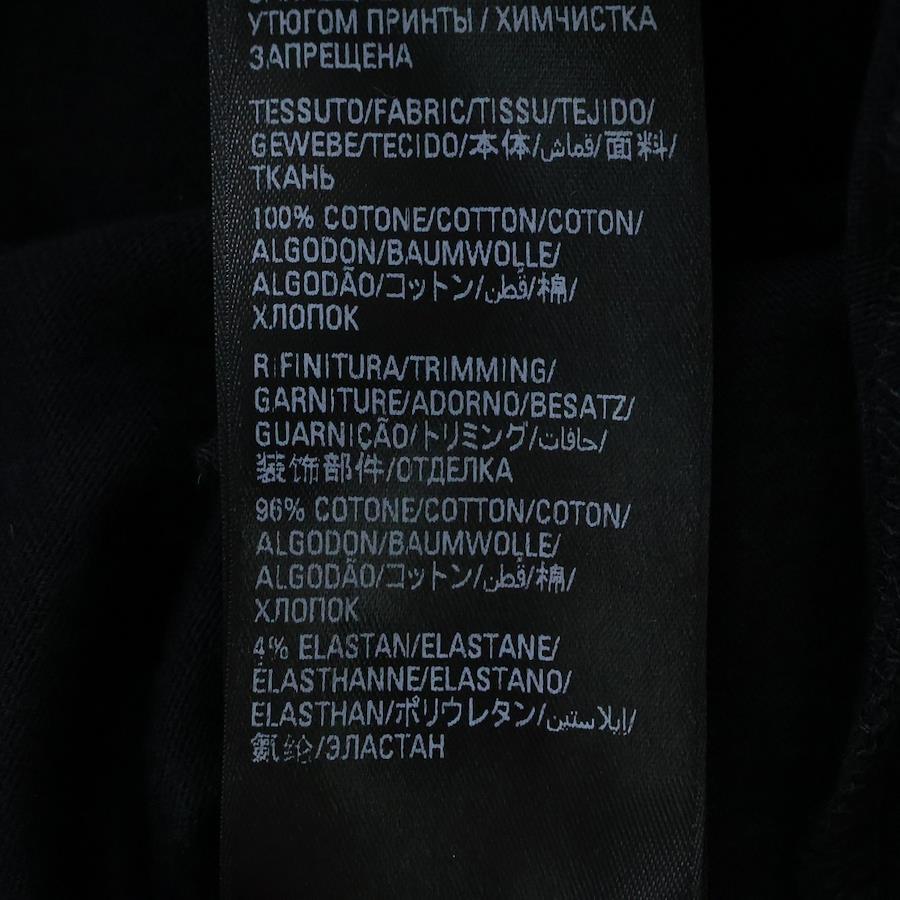 УТЮГОМ ПРИНТЫ / ХИМЧИСТКА
ЗАПРЕЩЕНА
TESSUTO/FABRIC/TISSU/TEJIDO/
GEWEBE/TECIDO/本体/قماش/面料/
ТКАНЬ
100% COTONE/COTTON/COTON/
ALGODON/BAUMWOLLE/
ALGODÃO/コットン/قطن/棉/
ХЛОПОК
RIFINITURA/TRIMMING/
GARNITURE/ADORNO/BESATZ/
GUARNIÇÃO/トリミング/حافات/
装饰部件/ОТДЕЛКА
96% COTONE/COTTON/COTON/
ALGODON/BAUMWOLLE/
ALGODÃO/コットン/قطن/棉/
ХЛОПОК
4% ELASTAN/ELASTANE/
ELASTHANNE/ELASTANO/
ELASTHAN/ポリウレタン/إيلاستين/
氨纶/ЭЛАСТАН